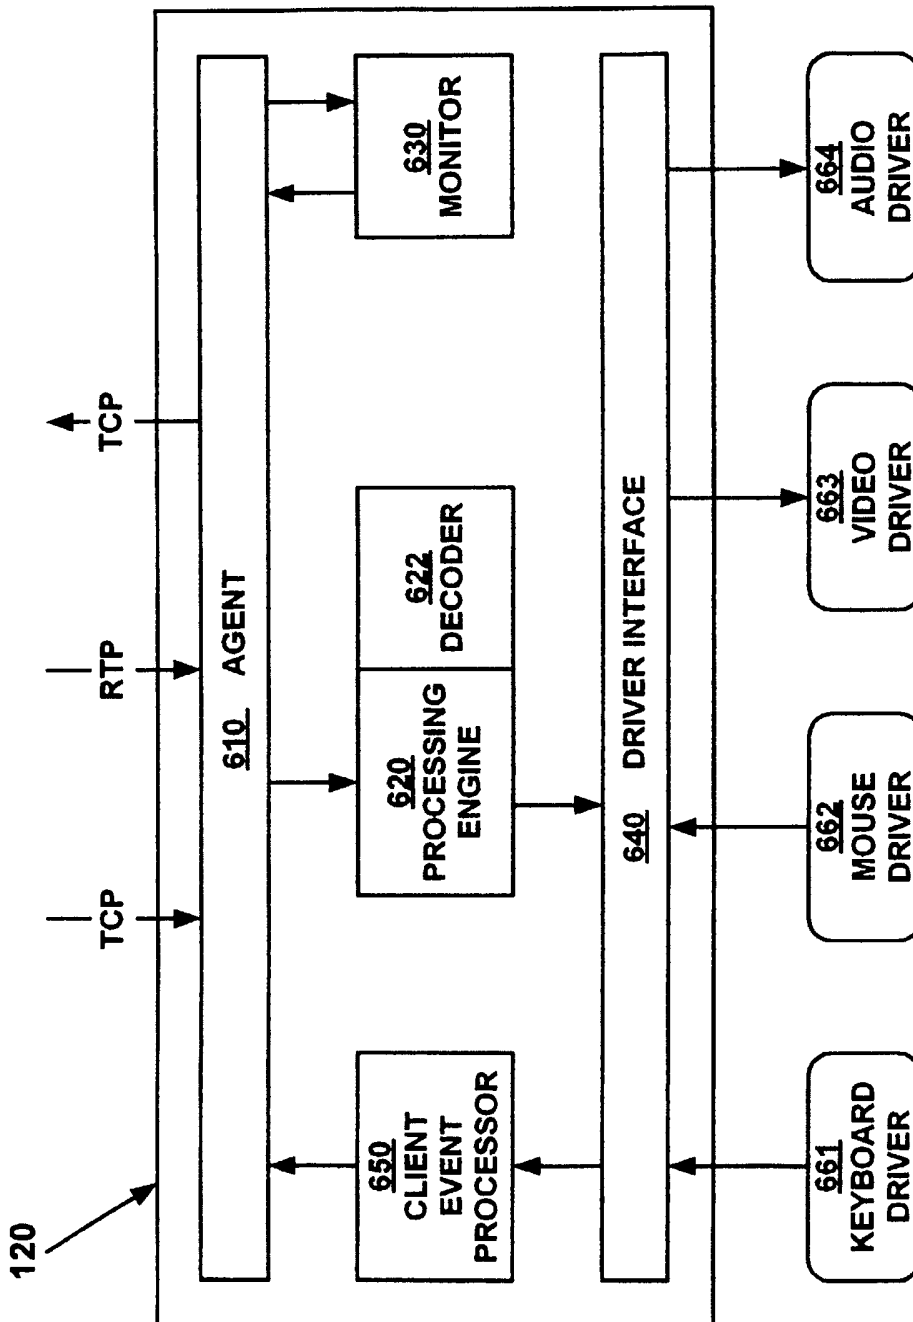 120
TCP
RTP
TCP
610 AGENT
650
CLIENT
EVENT
PROCESSOR
620
PROCESSING
ENGINE
622
DECODER
630
MONITOR
640 DRIVER INTERFACE
661
KEYBOARD
DRIVER
662
MOUSE
DRIVER
663
VIDEO
DRIVER
664
AUDIO
DRIVER